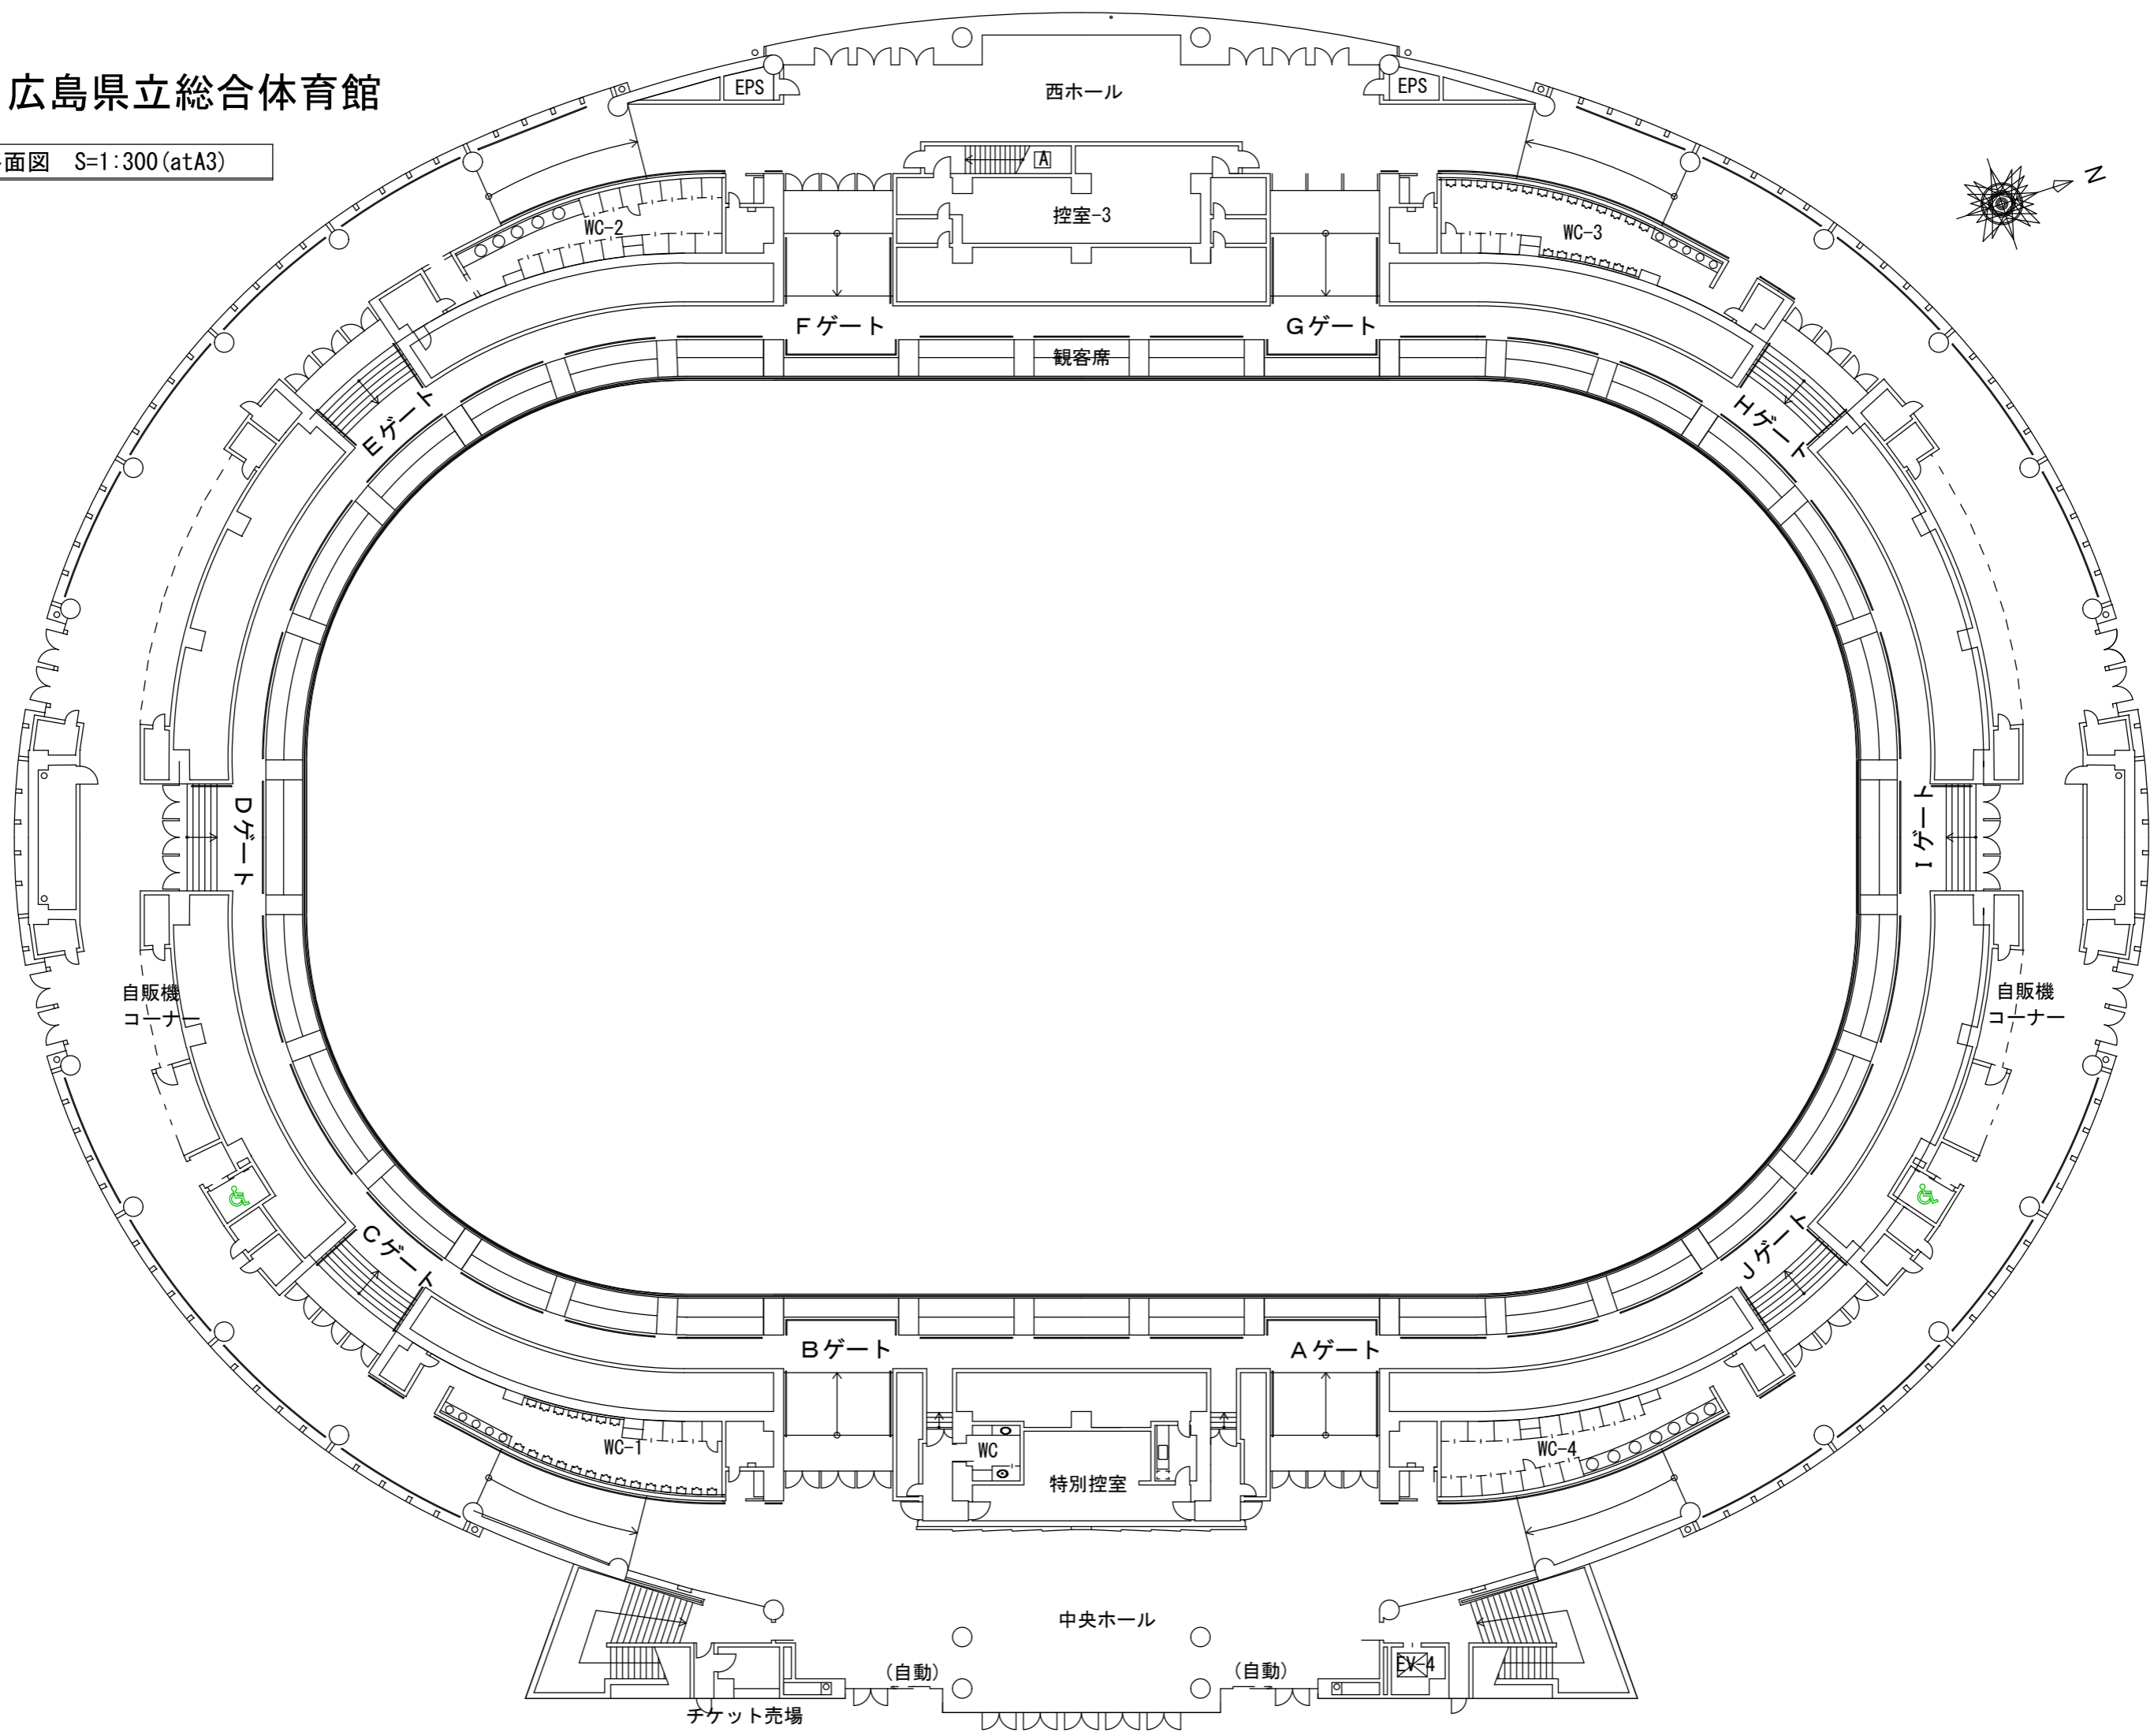 広島県立総合体育館
面図 S=1:300(atA3)
EPS
西ホール
EPS
A
N
控室-3
WC-2
WC-3
Fゲート
Gゲート
観客席
Eゲート
Hゲート
Dゲート
Iゲート
自販機
コーナー
自販機
コーナー
Cゲート
Jゲート
Bゲート
Aゲート
WC-1
WC
WC-4
特別控室
中央ホール
(自動)
(自動)
EV-4
チケット売場